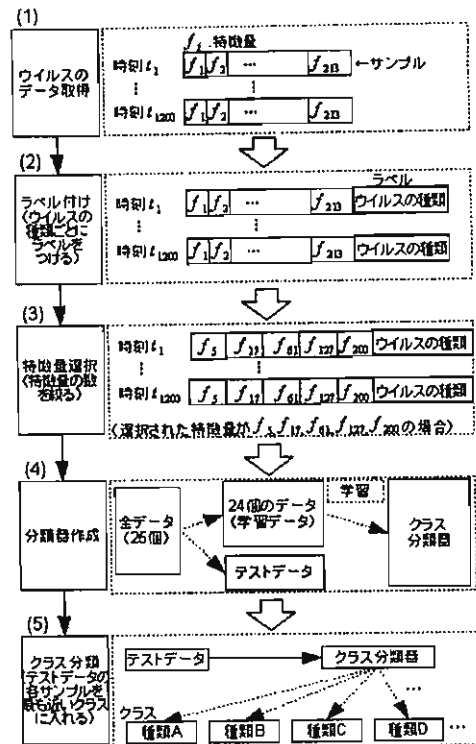 (1)
ウイルスの
データ取得
f_i 特徴量
時刻 t_1 f_1 f_2 … f_213 ←サンプル
⋮ ⋮
時刻 t_1200 f_1 f_2 … f_213
(2)
ラベル付け
(ウイルスの
種類ごとに
ラベルを
つける)
ラベル
時刻 t_1 f_1 f_2 … f_213 ウイルスの種類
⋮ ⋮
時刻 t_1200 f_1 f_2 … f_213 ウイルスの種類
(3)
特徴量選択
(特徴量の数
を絞る)
時刻 t_1 f_5 f_17 f_61 f_127 f_200 ウイルスの種類
⋮ ⋮
時刻 t_1200 f_5 f_17 f_61 f_127 f_200 ウイルスの種類
(選択された特徴量が f_5, f_17, f_61, f_127, f_200 の場合)
(4)
分類器作成
全データ
(25個)
24個のデータ
(学習データ)
学習
クラス
分類器
テストデータ
(5)
クラス分類
(テストデータの
各サンプルを
最も近いクラス
に入れる)
テストデータ
クラス分類器
…
クラス
種類A
種類B
種類C
種類D
…